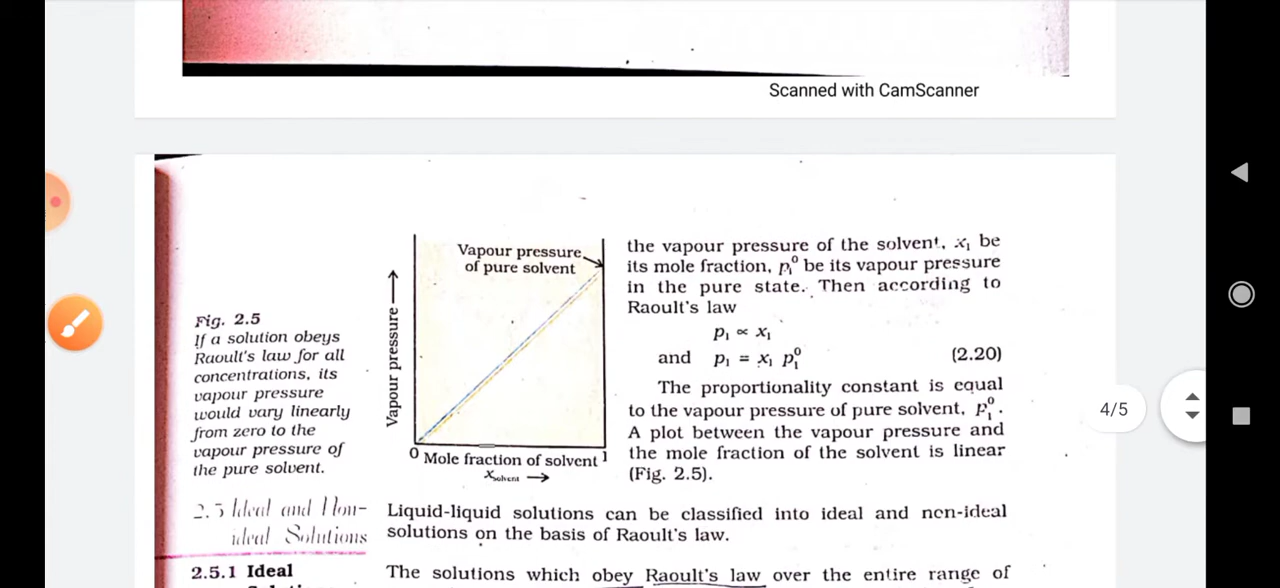 Scanned with CamScanner
Vapour pressure
of pure solvent
Vapour pressure
0 Mole fraction of solvent 1
xsolvent
Fig. 2.5
If a solution obeys
Raoult's law for all
concentrations, its
vapour pressure
would vary linearly
from zero to the
vapour pressure of
the pure solvent.
the vapour pressure of the solvent, x₁ be
its mole fraction, p₁⁰ be its vapour pressure
in the pure state. Then according to
Raoult's law
p₁ ∝ x₁
and p₁ = x₁ p₁⁰ (2.20)
The proportionality constant is equal
to the vapour pressure of pure solvent, p₁⁰.
A plot between the vapour pressure and
the mole fraction of the solvent is linear
(Fig. 2.5).
4/5
2.5 Ideal and Non-
ideal Solutions
Liquid-liquid solutions can be classified into ideal and non-ideal
solutions on the basis of Raoult's law.
2.5.1 Ideal
The solutions which obey Raoult's law over the entire range of